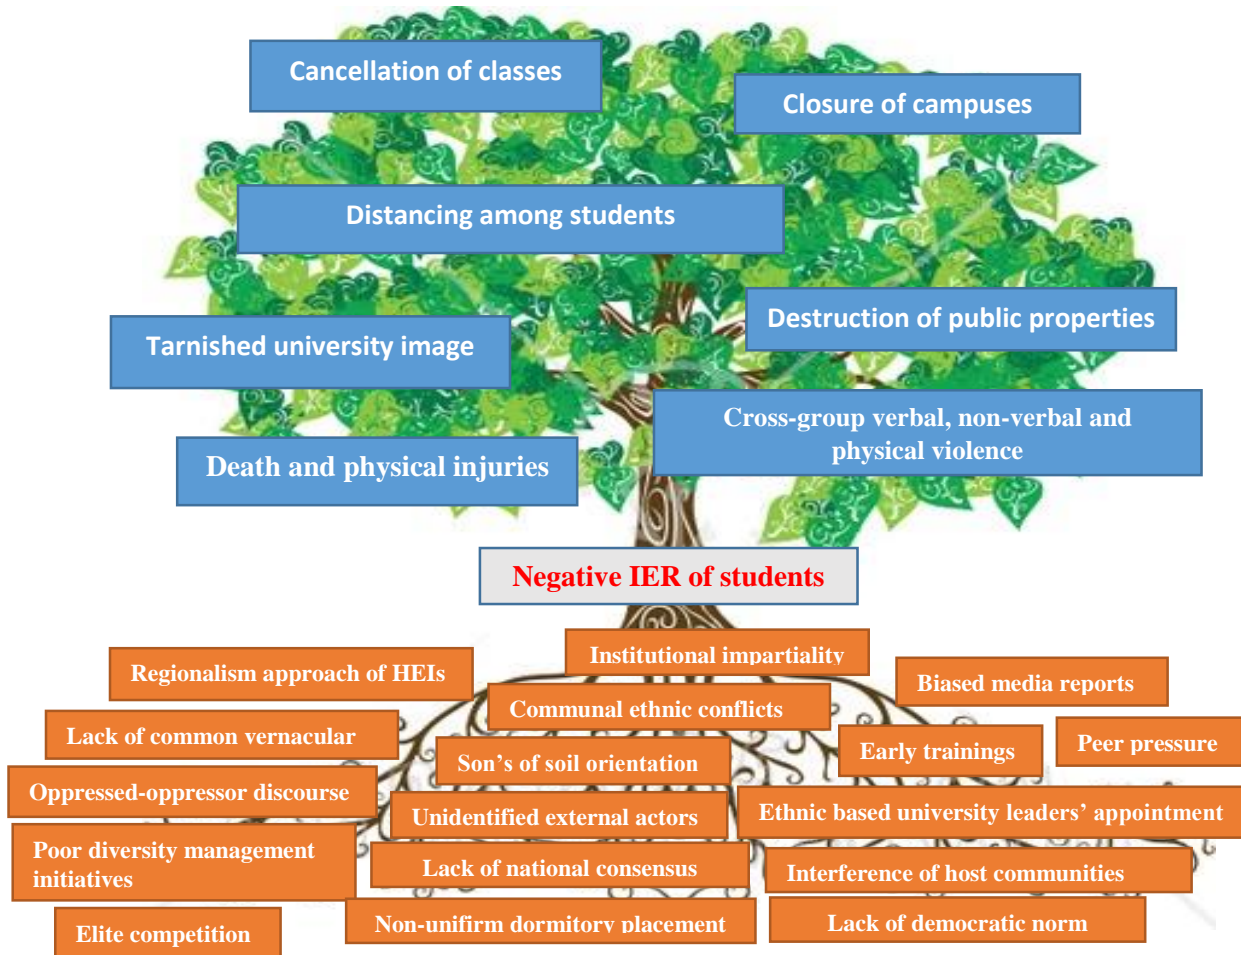 Cancellation of classes
Closure of campuses
Distancing among students
Destruction of public properties
Tarnished university image
Cross-group verbal, non-verbal and
physical violence
Death and physical injuries
Negative IER of students
Institutional impartiality
Regionalism approach of HEIs
Biased media reports
Communal ethnic conflicts
Lack of common vernacular
Peer pressure
Early trainings
Son's of soil orientation
Oppressed-oppressor discourse
Unidentified external actors
Ethnic based university leaders' appointment
Poor diversity management
initiatives
Lack of national consensus
Interference of host communities
Non-unifirm dormitory placement
Lack of democratic norm
Elite competition